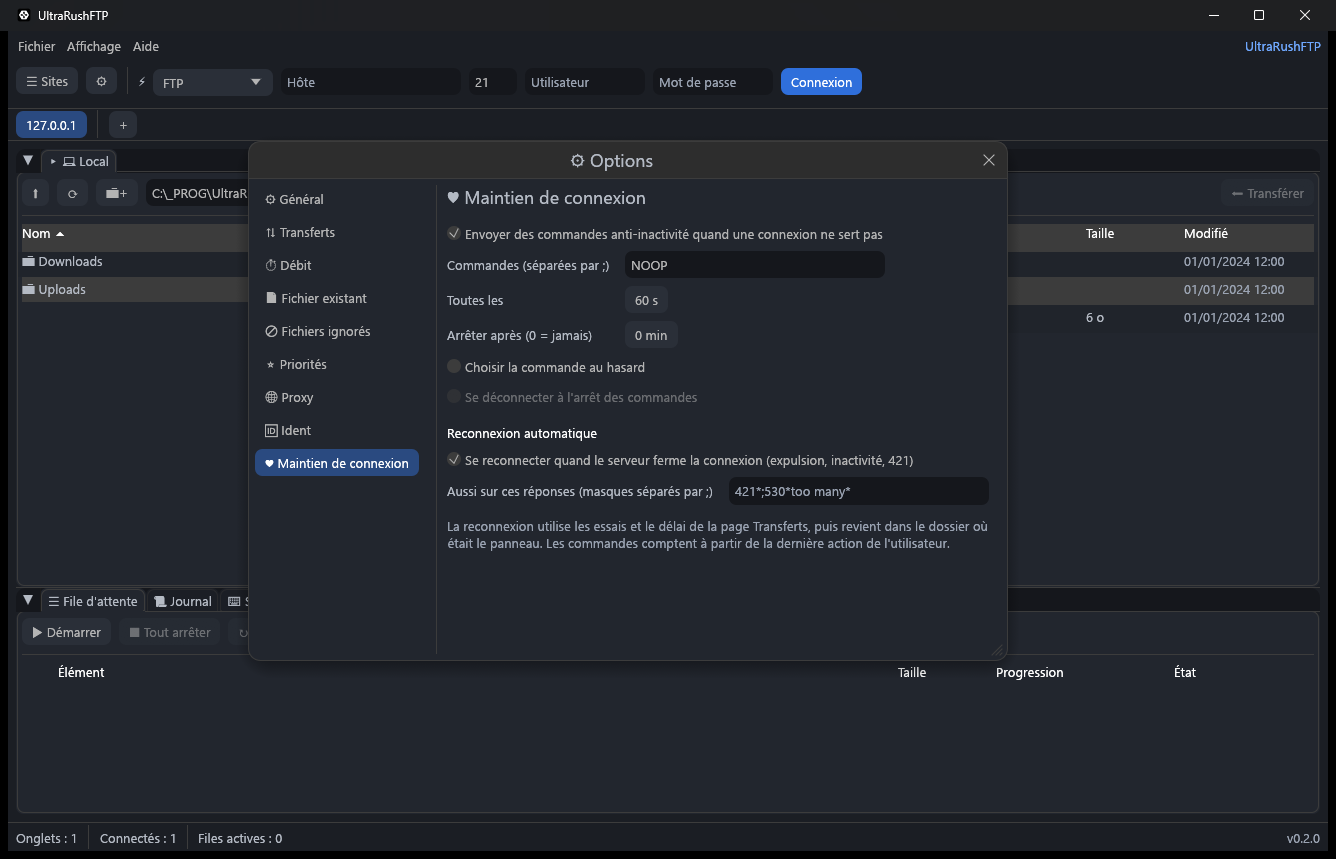 UltraRushFTP
Fichier Affichage Aide UltraRushFTP
Sites FTP Hôte 21 Utilisateur Mot de passe Connexion
127.0.0.1 +
Local
C:\_PROG\UltraR Transférer
Nom Taille Modifié
Downloads 01/01/2024 12:00
Uploads 01/01/2024 12:00
6 o 01/01/2024 12:00
Options
Général
Transferts
Débit
Fichier existant
Fichiers ignorés
Priorités
Proxy
ID Ident
Maintien de connexion
Maintien de connexion
Envoyer des commandes anti-inactivité quand une connexion ne sert pas
Commandes (séparées par ;) NOOP
Toutes les 60 s
Arrêter après (0 = jamais) 0 min
Choisir la commande au hasard
Se déconnecter à l'arrêt des commandes
Reconnexion automatique
Se reconnecter quand le serveur ferme la connexion (expulsion, inactivité, 421)
Aussi sur ces réponses (masques séparés par ;) 421*;530*too many*
La reconnexion utilise les essais et le délai de la page Transferts, puis revient dans le dossier où
était le panneau. Les commandes comptent à partir de la dernière action de l'utilisateur.
File d'attente Journal
Démarrer Tout arrêter
Élément Taille Progression État
Onglets : 1 Connectés : 1 Files actives : 0 v0.2.0